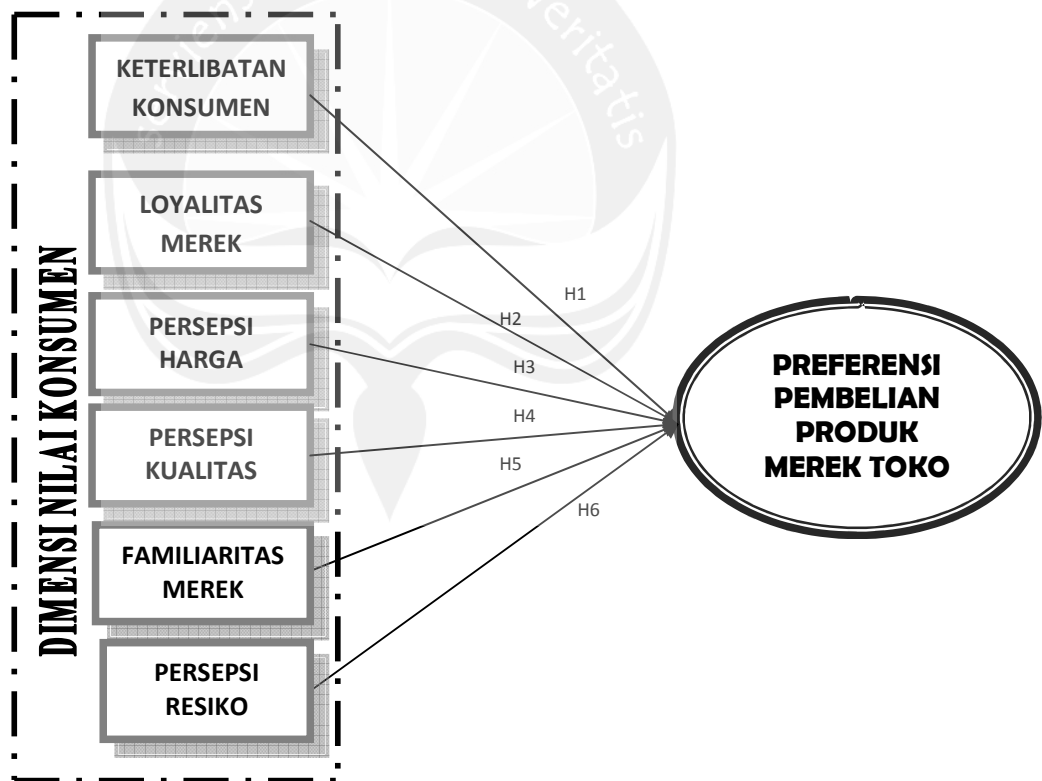 KETERLIBATAN
KONSUMEN
LOYALITAS
MEREK
PERSEPSI
HARGA
PERSEPSI
KUALITAS
FAMILIARITAS
MEREK
PERSEPSI
RESIKO
DIMENSI NILAI KONSUMEN
H1
H2
H3
H4
H5
H6
PREFERENSI
PEMBELIAN
PRODUK
MEREK TOKO